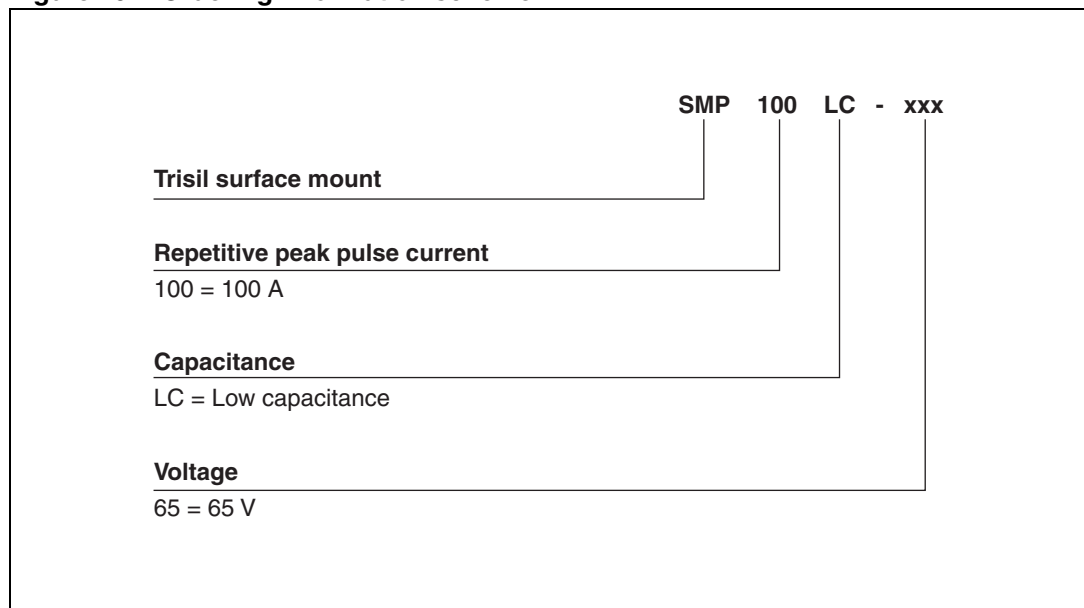 SMP 100 LC - xxx
Trisil surface mount
Repetitive peak pulse current
100 = 100 A
Capacitance
LC = Low capacitance
Voltage
65 = 65 V